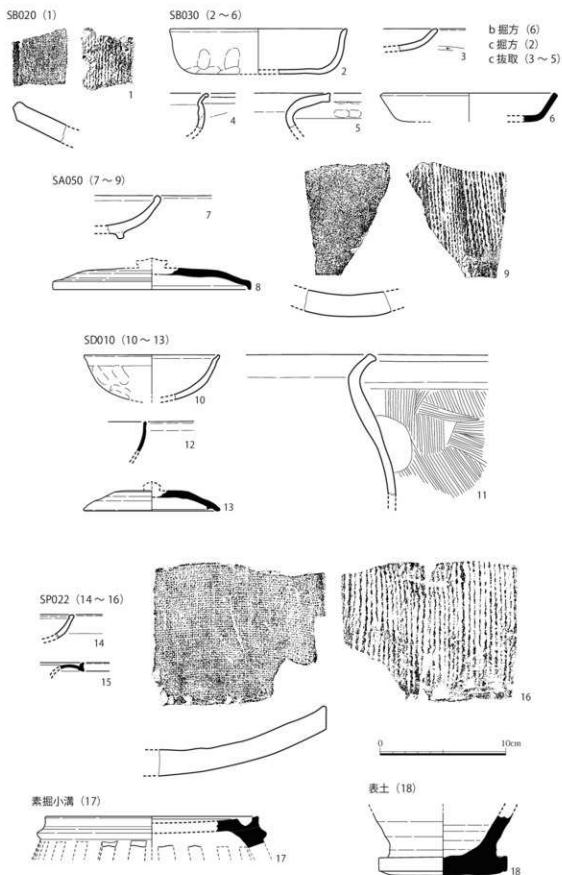 SB020（1）
1
SB030（2～6）
2
3
b 掘方（6）
c 掘方（2）
c 抜取（3～5）
4
5
6
SA050（7～9）
7
8
9
SD010（10～13）
10
11
12
13
SP022（14～16）
14
15
16
0 10cm
素掘小溝（17）
17
表土（18）
18